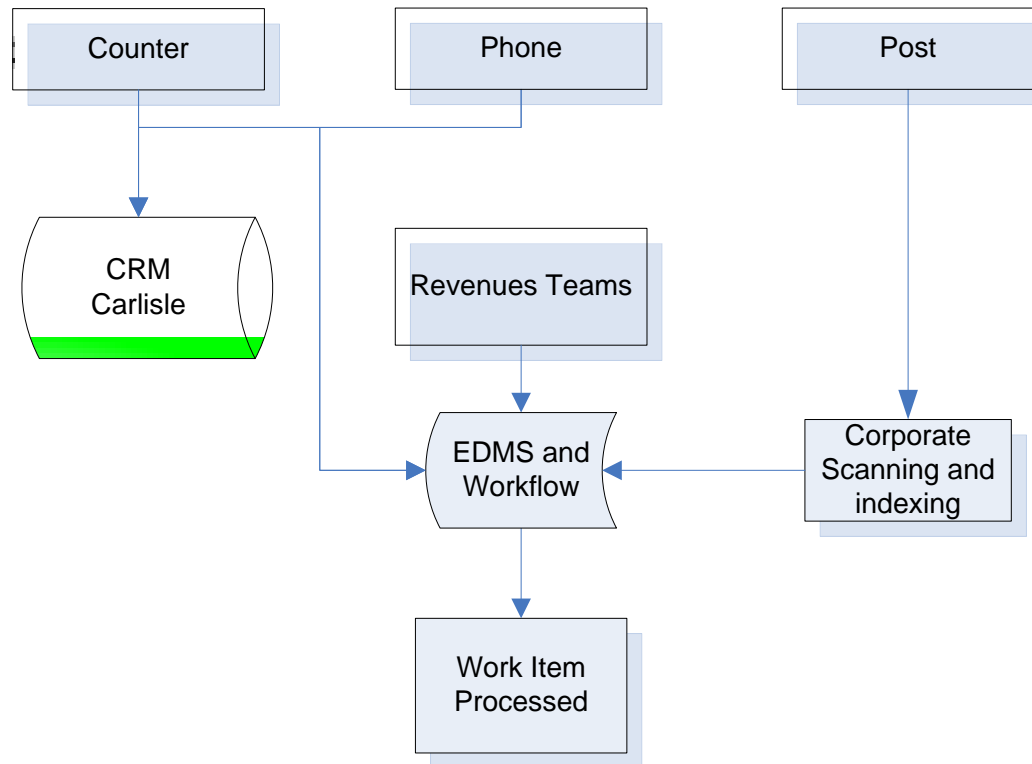 Counter
Phone
Post
CRM
Carlisle
Revenues Teams
EDMS and
Workflow
Corporate
Scanning and
indexing
Work Item
Processed